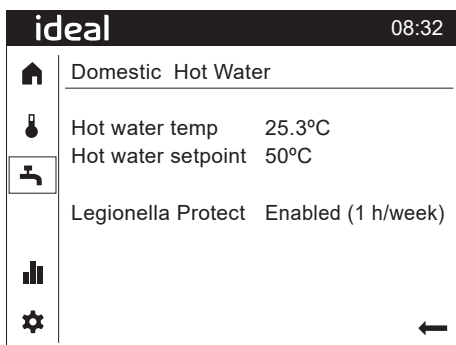 ideal 08:32
Domestic Hot Water
Hot water temp 25.3ºC
Hot water setpoint 50ºC
Legionella Protect Enabled (1 h/week)